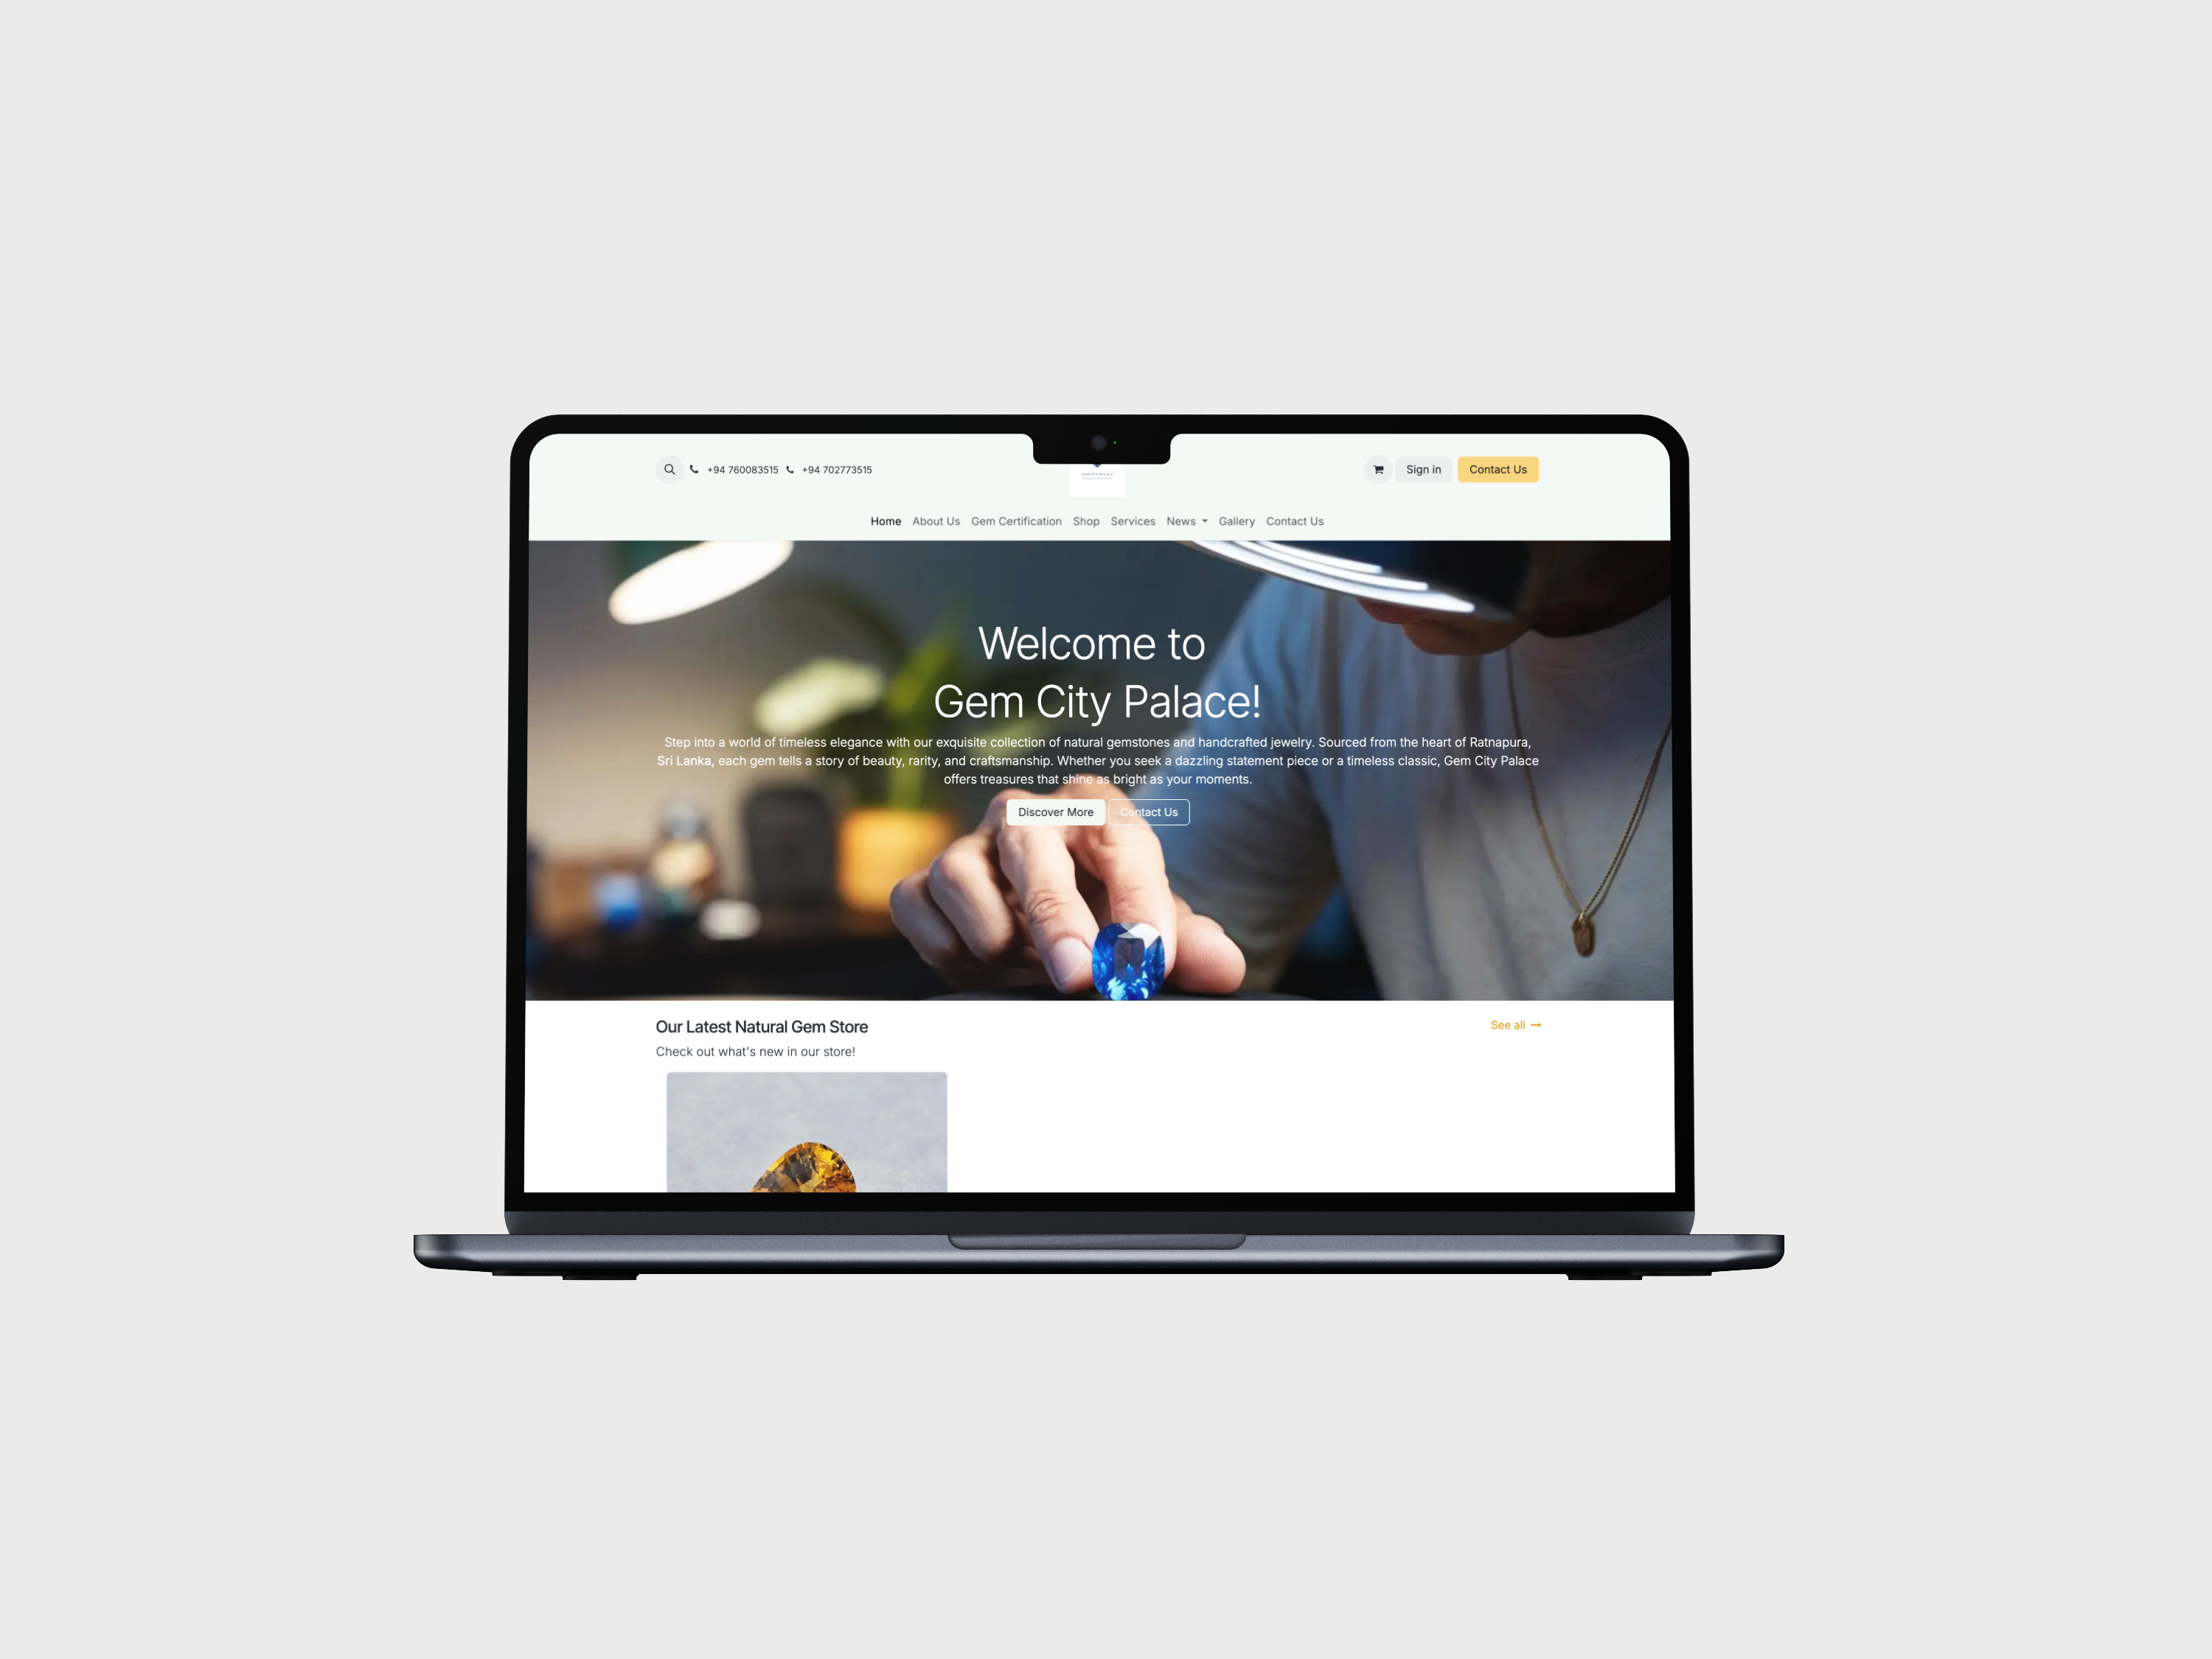 +94 760083515 +94 702773515
GEM CITY PALACE
Sign in
Contact Us
Home About Us Gem Certification Shop Services News Gallery Contact Us
Welcome to
Gem City Palace!
Step into a world of timeless elegance with our exquisite collection of natural gemstones and handcrafted jewelry. Sourced from the heart of Ratnapura,
Sri Lanka, each gem tells a story of beauty, rarity, and craftsmanship. Whether you seek a dazzling statement piece or a timeless classic, Gem City Palace
offers treasures that shine as bright as your moments.
Discover More
Contact Us
Our Latest Natural Gem Store
See all
Check out what's new in our store!